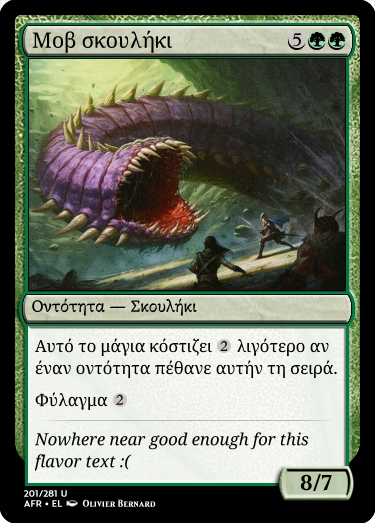 Μοβ σκουλήκι 5
Οντότητα — Σκουλήκι
Αυτό το μάγια κόστιζει 2 λιγότερο αν
έναν οντότητα πέθανε αυτήν τη σειρά.
Φύλαγμα 2
Nowhere near good enough for this
flavor text :(
8/7
201/281 U
AFR • EL Olivier Bernard